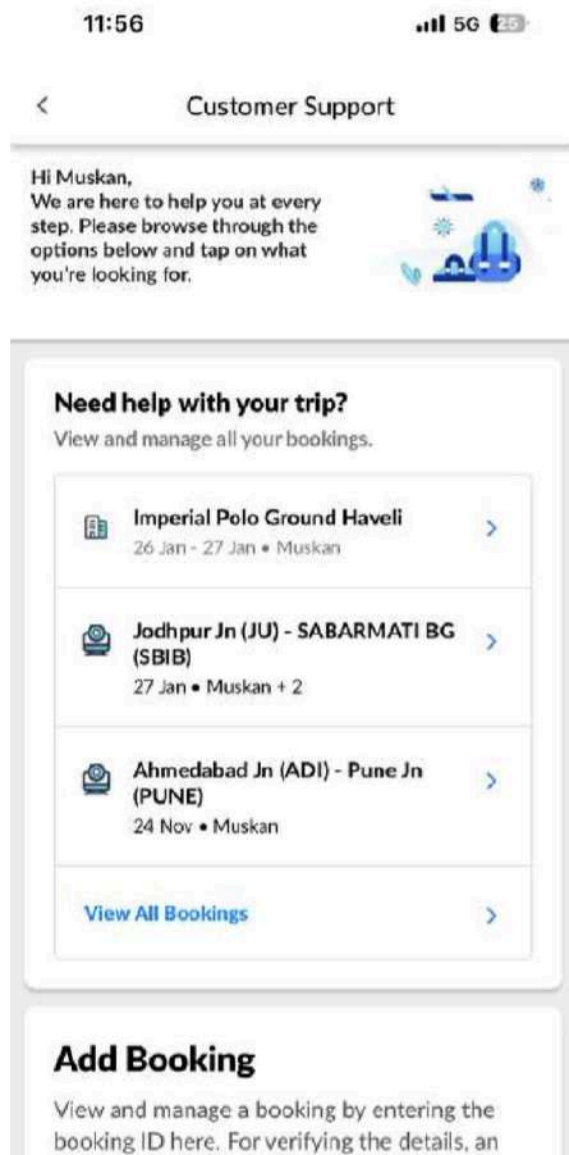 11:56
5G 25
Customer Support
Hi Muskan,
We are here to help you at every
step. Please browse through the
options below and tap on what
you're looking for.
Need help with your trip?
View and manage all your bookings.
Imperial Polo Ground Haveli
26 Jan - 27 Jan • Muskan
Jodhpur Jn (JU) - SABARMATI BG
(SBIB)
27 Jan • Muskan + 2
Ahmedabad Jn (ADI) - Pune Jn
(PUNE)
24 Nov • Muskan
View All Bookings
Add Booking
View and manage a booking by entering the
booking ID here. For verifying the details, an